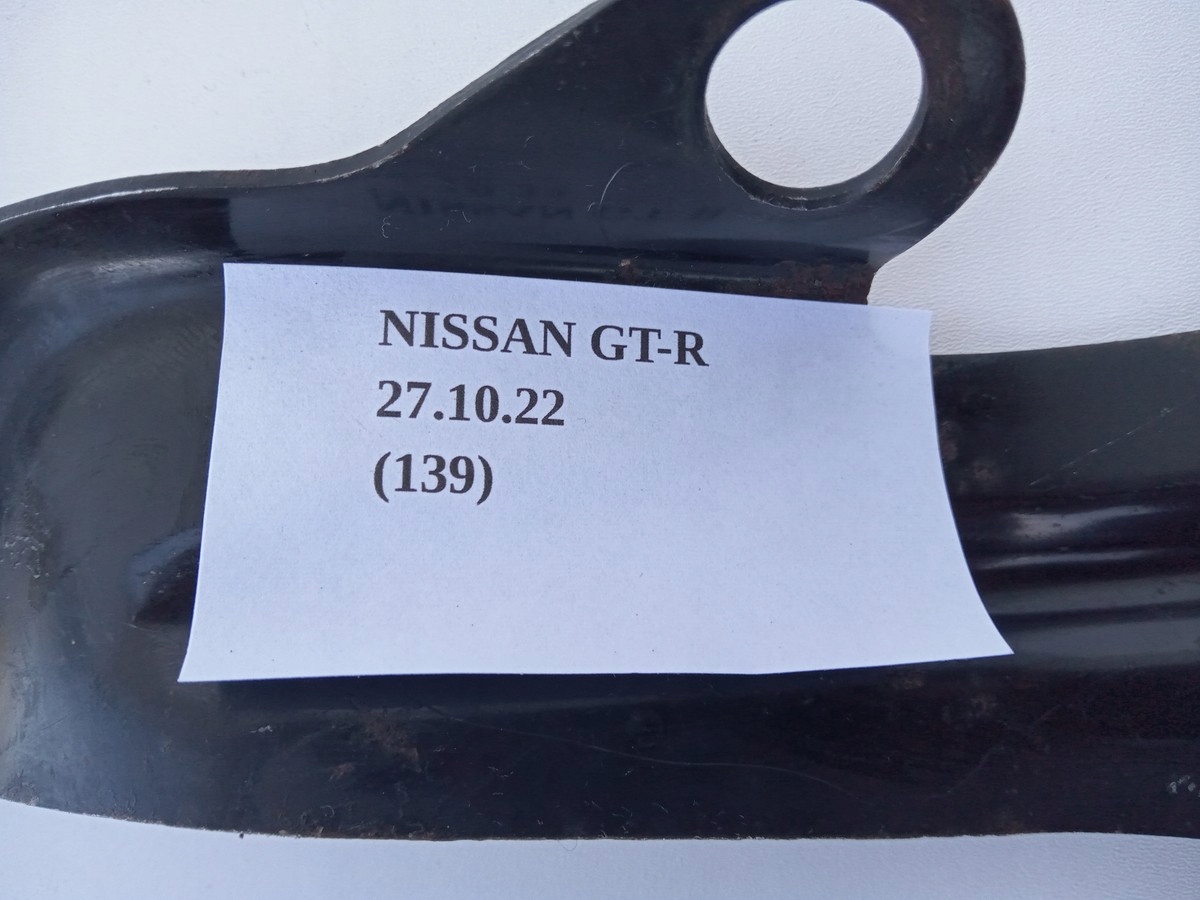 NISSAN GT-R
27.10.22
(139)